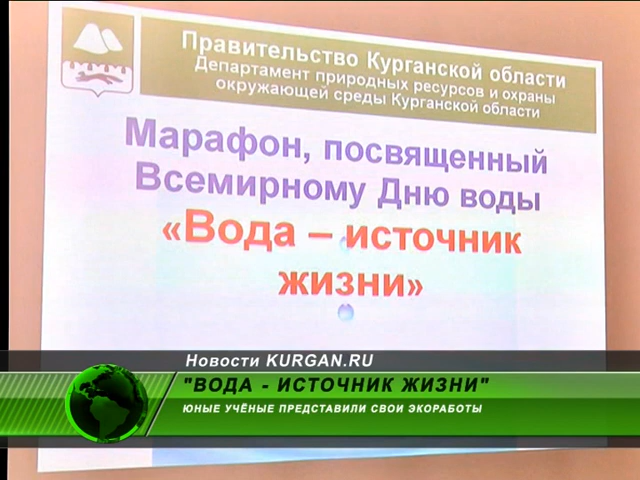 Правительство Курганской области
Департамент природных ресурсов и охраны
окружающей среды Курганской области
Марафон, посвященный
Всемирному Дню воды
«Вода – источник
жизни»
Новости KURGAN.RU
"ВОДА - ИСТОЧНИК ЖИЗНИ"
ЮНЫЕ УЧЁНЫЕ ПРЕДСТАВИЛИ СВОИ ЭКОРАБОТЫ